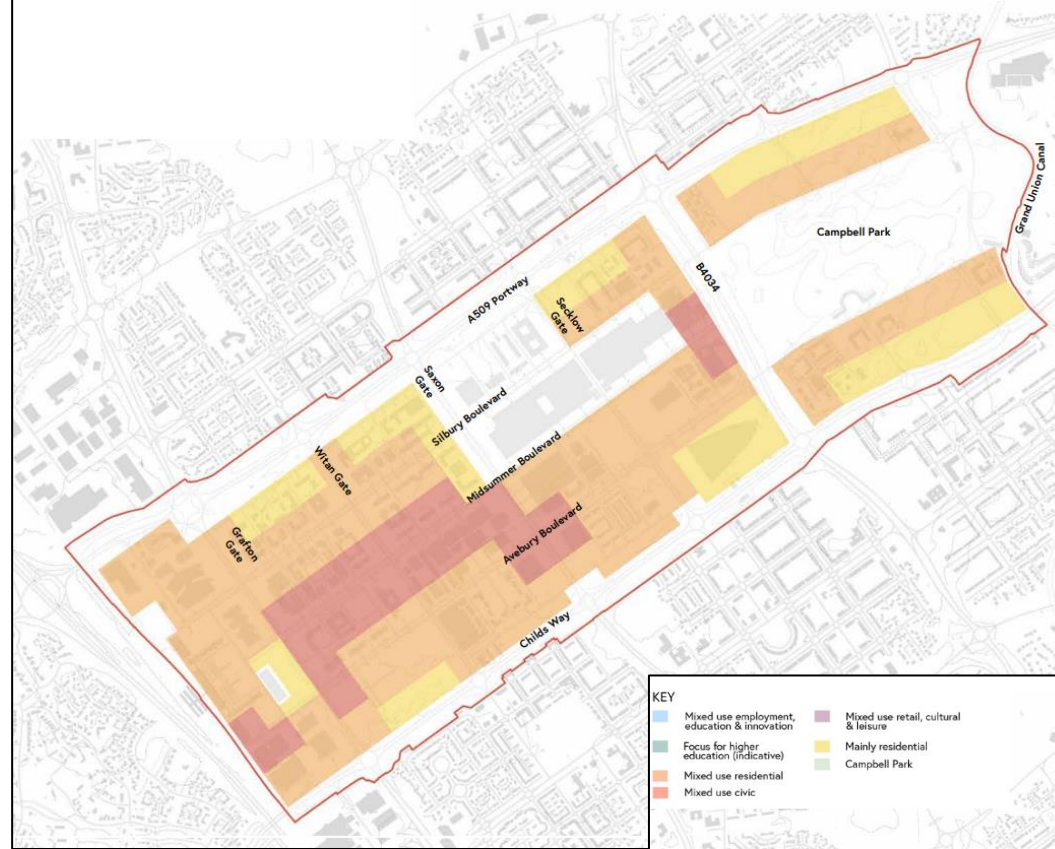 Grand Union Canal
Campbell Park
B4034
A509 Portway
Secklow
Gate
Saxon
Gate
Silbury Boulevard
Witan Gate
Midsummer Boulevard
Grafton
Gate
Avebury Boulevard
Childs Way
KEY
Mixed use employment,
education & innovation
Focus for higher
education (indicative)
Mixed use residential
Mixed use civic
Mixed use retail, cultural
& leisure
Mainly residential
Campbell Park